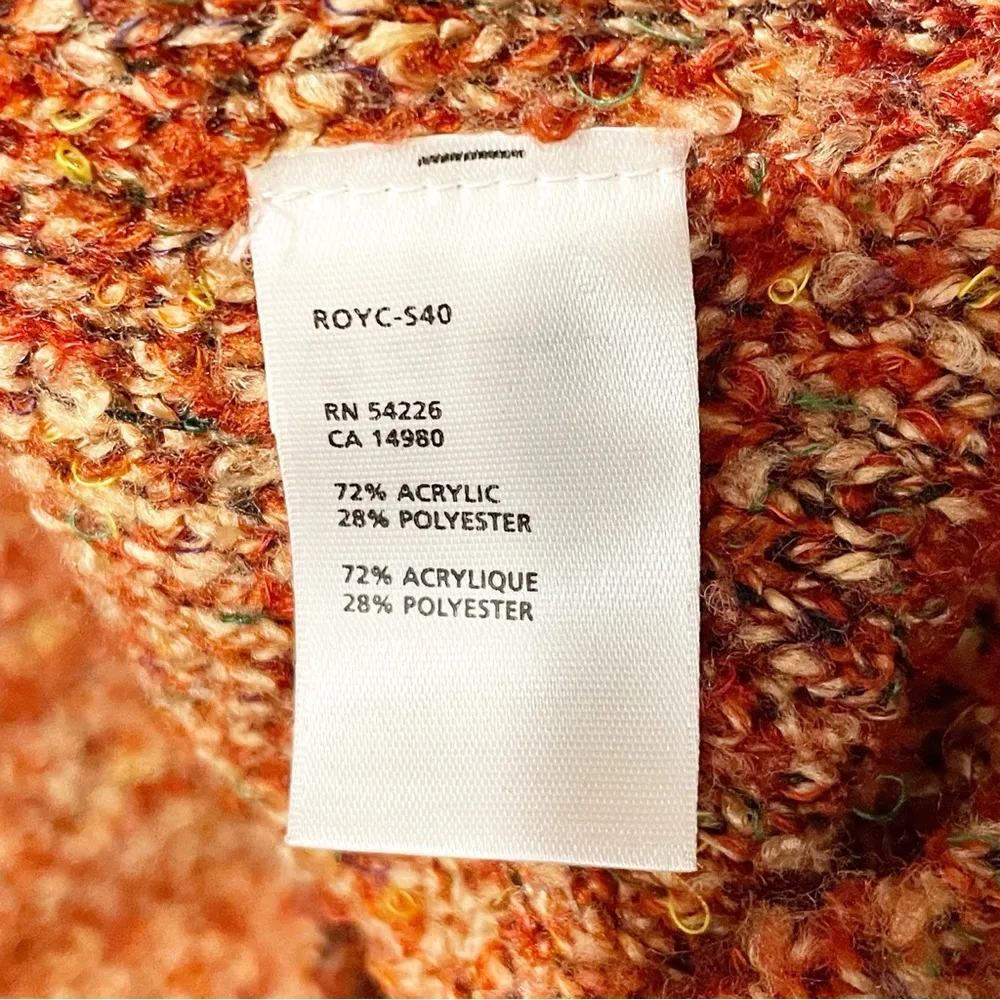 ROYC-S40
RN 54226
CA 14980
72% ACRYLIC
28% POLYESTER
72% ACRYLIQUE
28% POLYESTER